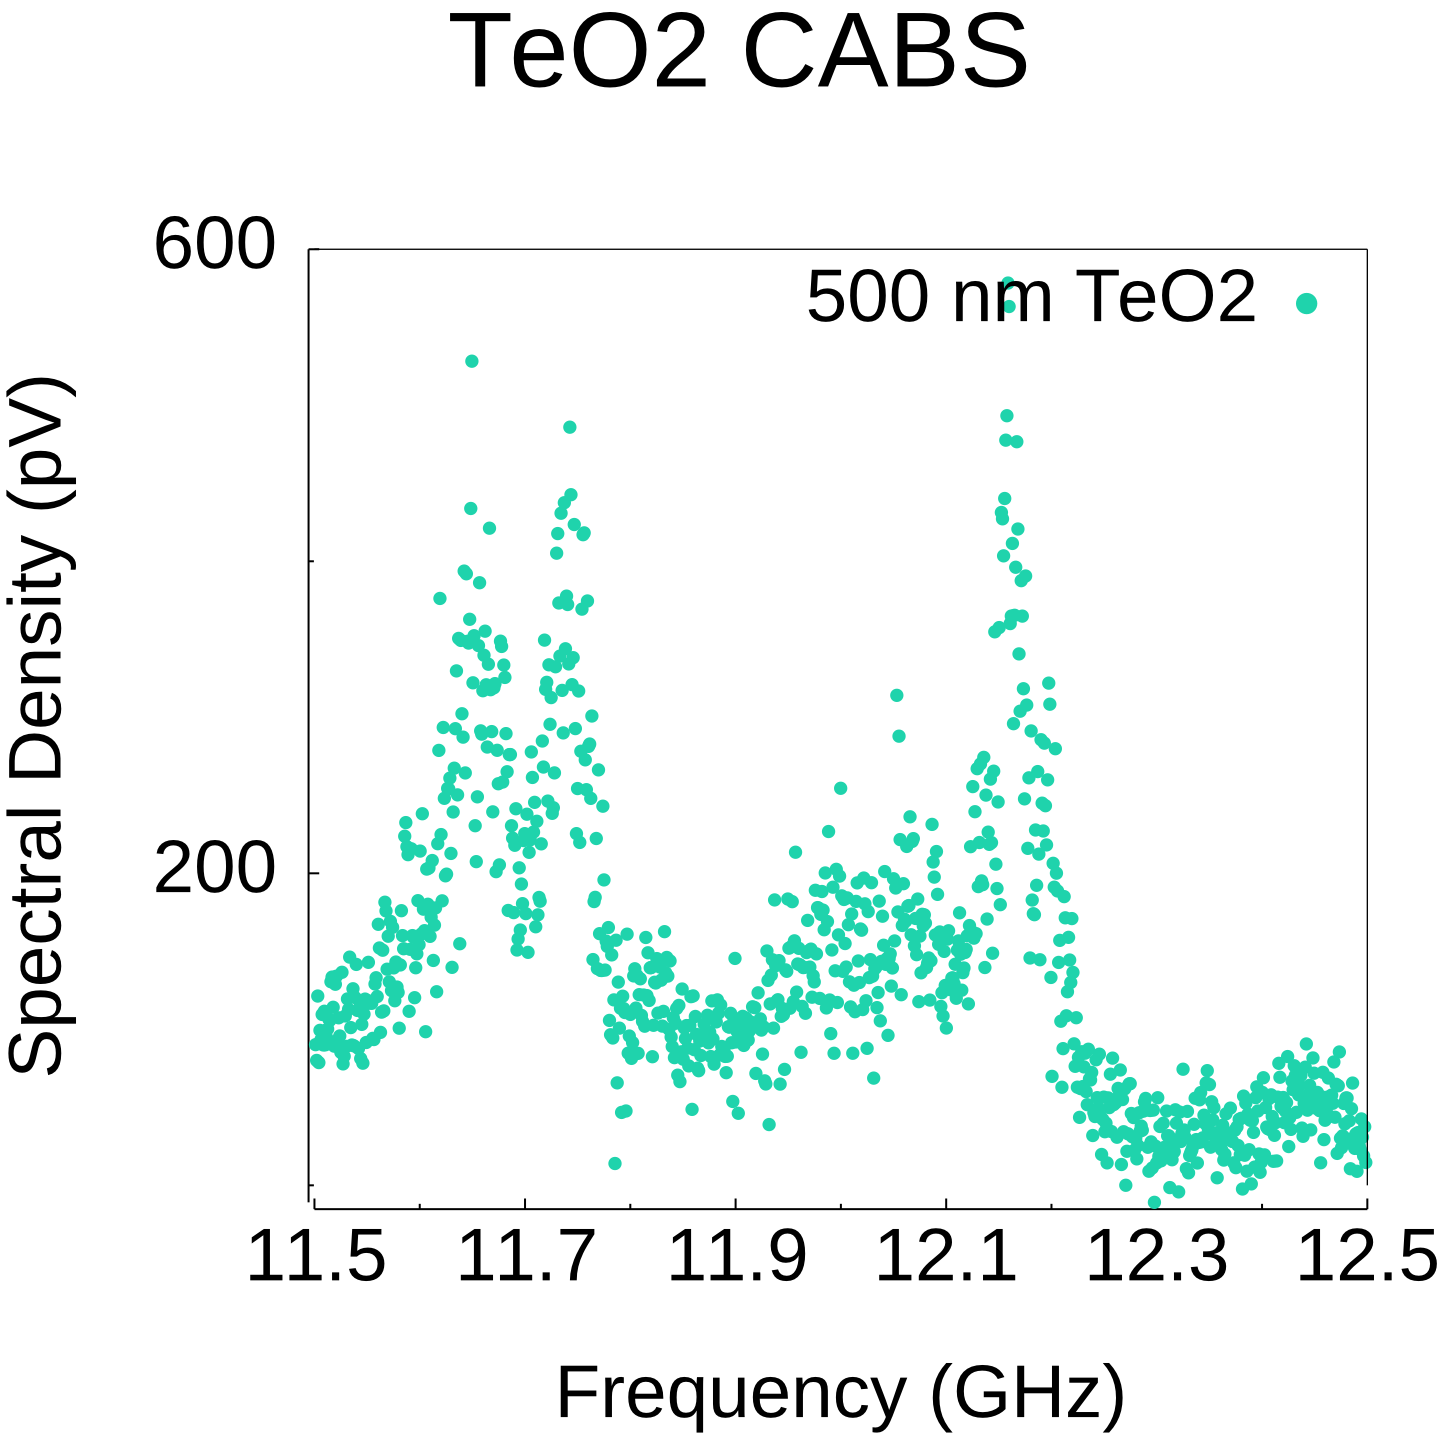 TeO2 CABS
600
500 nm TeO2
Spectral Density (pV)
200
11.5 11.7 11.9 12.1 12.3 12.5
Frequency (GHz)